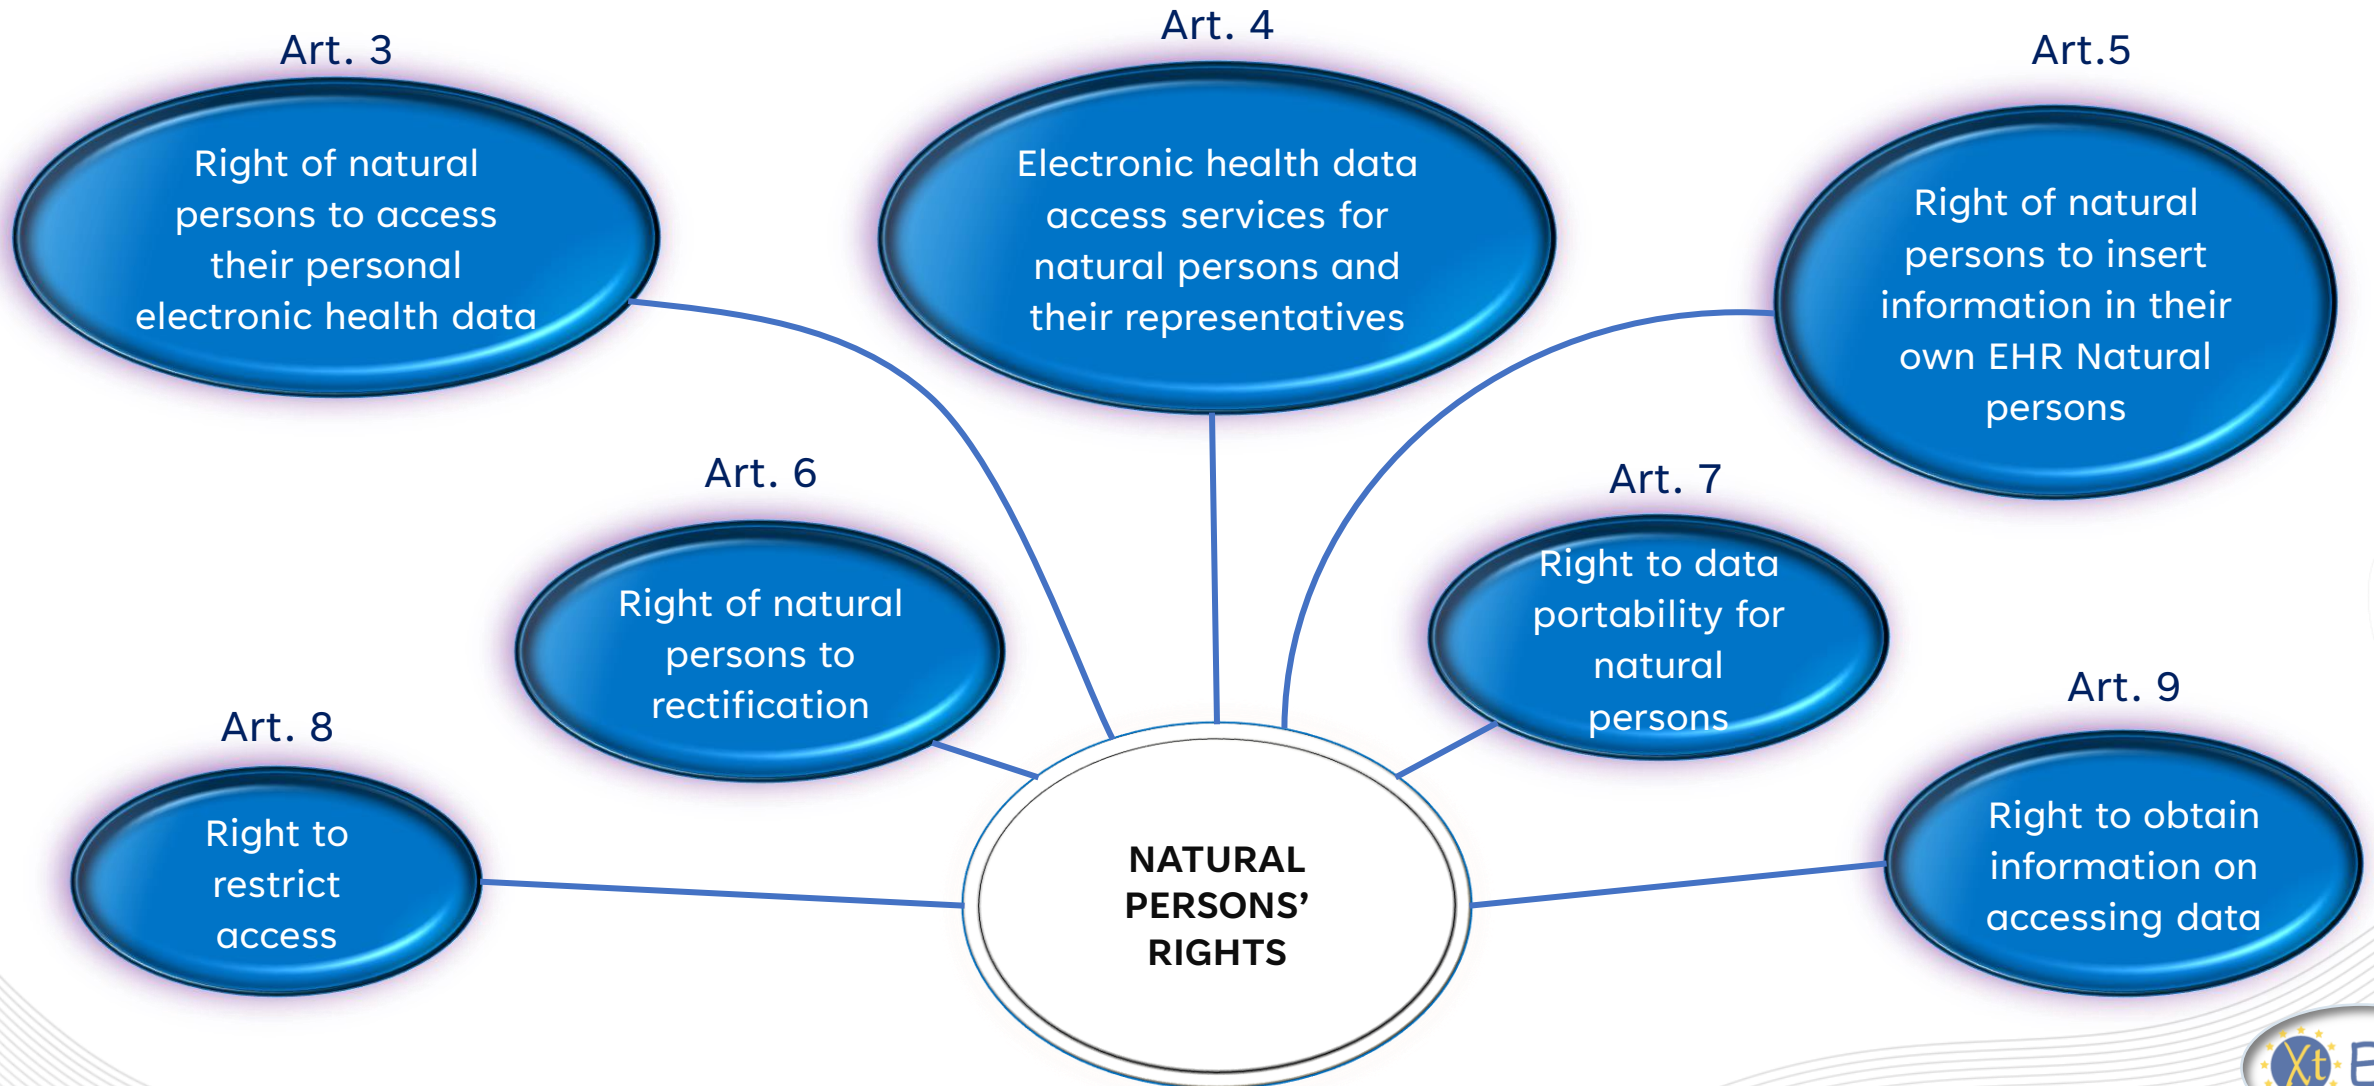 Art. 3
Right of natural
persons to access
their personal
electronic health data
Art. 4
Electronic health data
access services for
natural persons and
their representatives
Art.5
Right of natural
persons to insert
information in their
own EHR Natural
persons
Art. 6
Right of natural
persons to
rectification
Art. 7
Right to data
portability for
natural
persons
Art. 8
Right to
restrict
access
Art. 9
Right to obtain
information on
accessing data
NATURAL
PERSONS’
RIGHTS
Xt